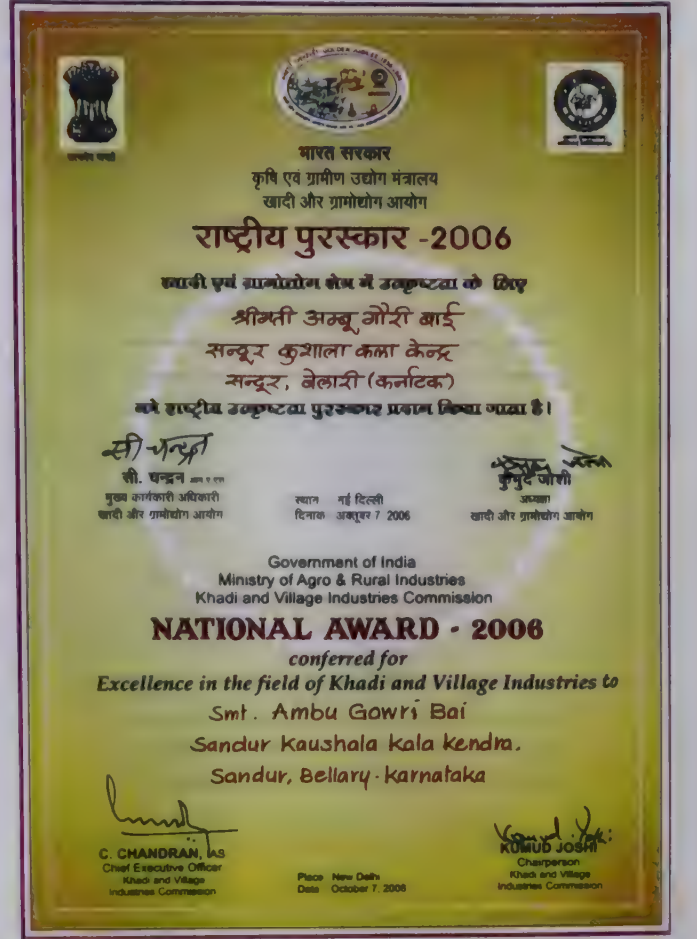 भारत सरकार
कृषि एवं ग्रामीण उद्योग मंत्रालय
खादी और ग्रामोद्योग आयोग
राष्ट्रीय पुरस्कार -2006
खादी एवं ग्रामोद्योग क्षेत्र में उत्कृष्टता के लिए
श्रीमती अम्बू गौरी बाई
सन्दूर कुशाला कला केन्द्र
सन्दूर, बेलारी (कर्नाटक)
को राष्ट्रीय उत्कृष्टता पुरस्कार प्रदान किया जाता है।
सी चन्द्रन
सी. चन्द्रन
मुख्य कार्यकारी अधिकारी
खादी और ग्रामोद्योग आयोग
स्थान नई दिल्ली
दिनांक अक्तूबर 7 2006
कुमुद जोशी
अध्यक्षा
खादी और ग्रामोद्योग आयोग
Government of India
Ministry of Agro & Rural Industries
Khadi and Village Industries Commission
NATIONAL AWARD - 2006
conferred for
Excellence in the field of Khadi and Village Industries to
Smt. Ambu Gowri Bai
Sandur Kaushala Kala Kendra.
Sandur, Bellary - Karnataka
C. CHANDRAN, IAS
Chief Executive Officer
Khadi and Village
Industries Commission
Place New Delhi
Date October 7, 2006
Kumud Joshi
KUMUD JOSHI
Chairperson
Khadi and Village
Industries Commission